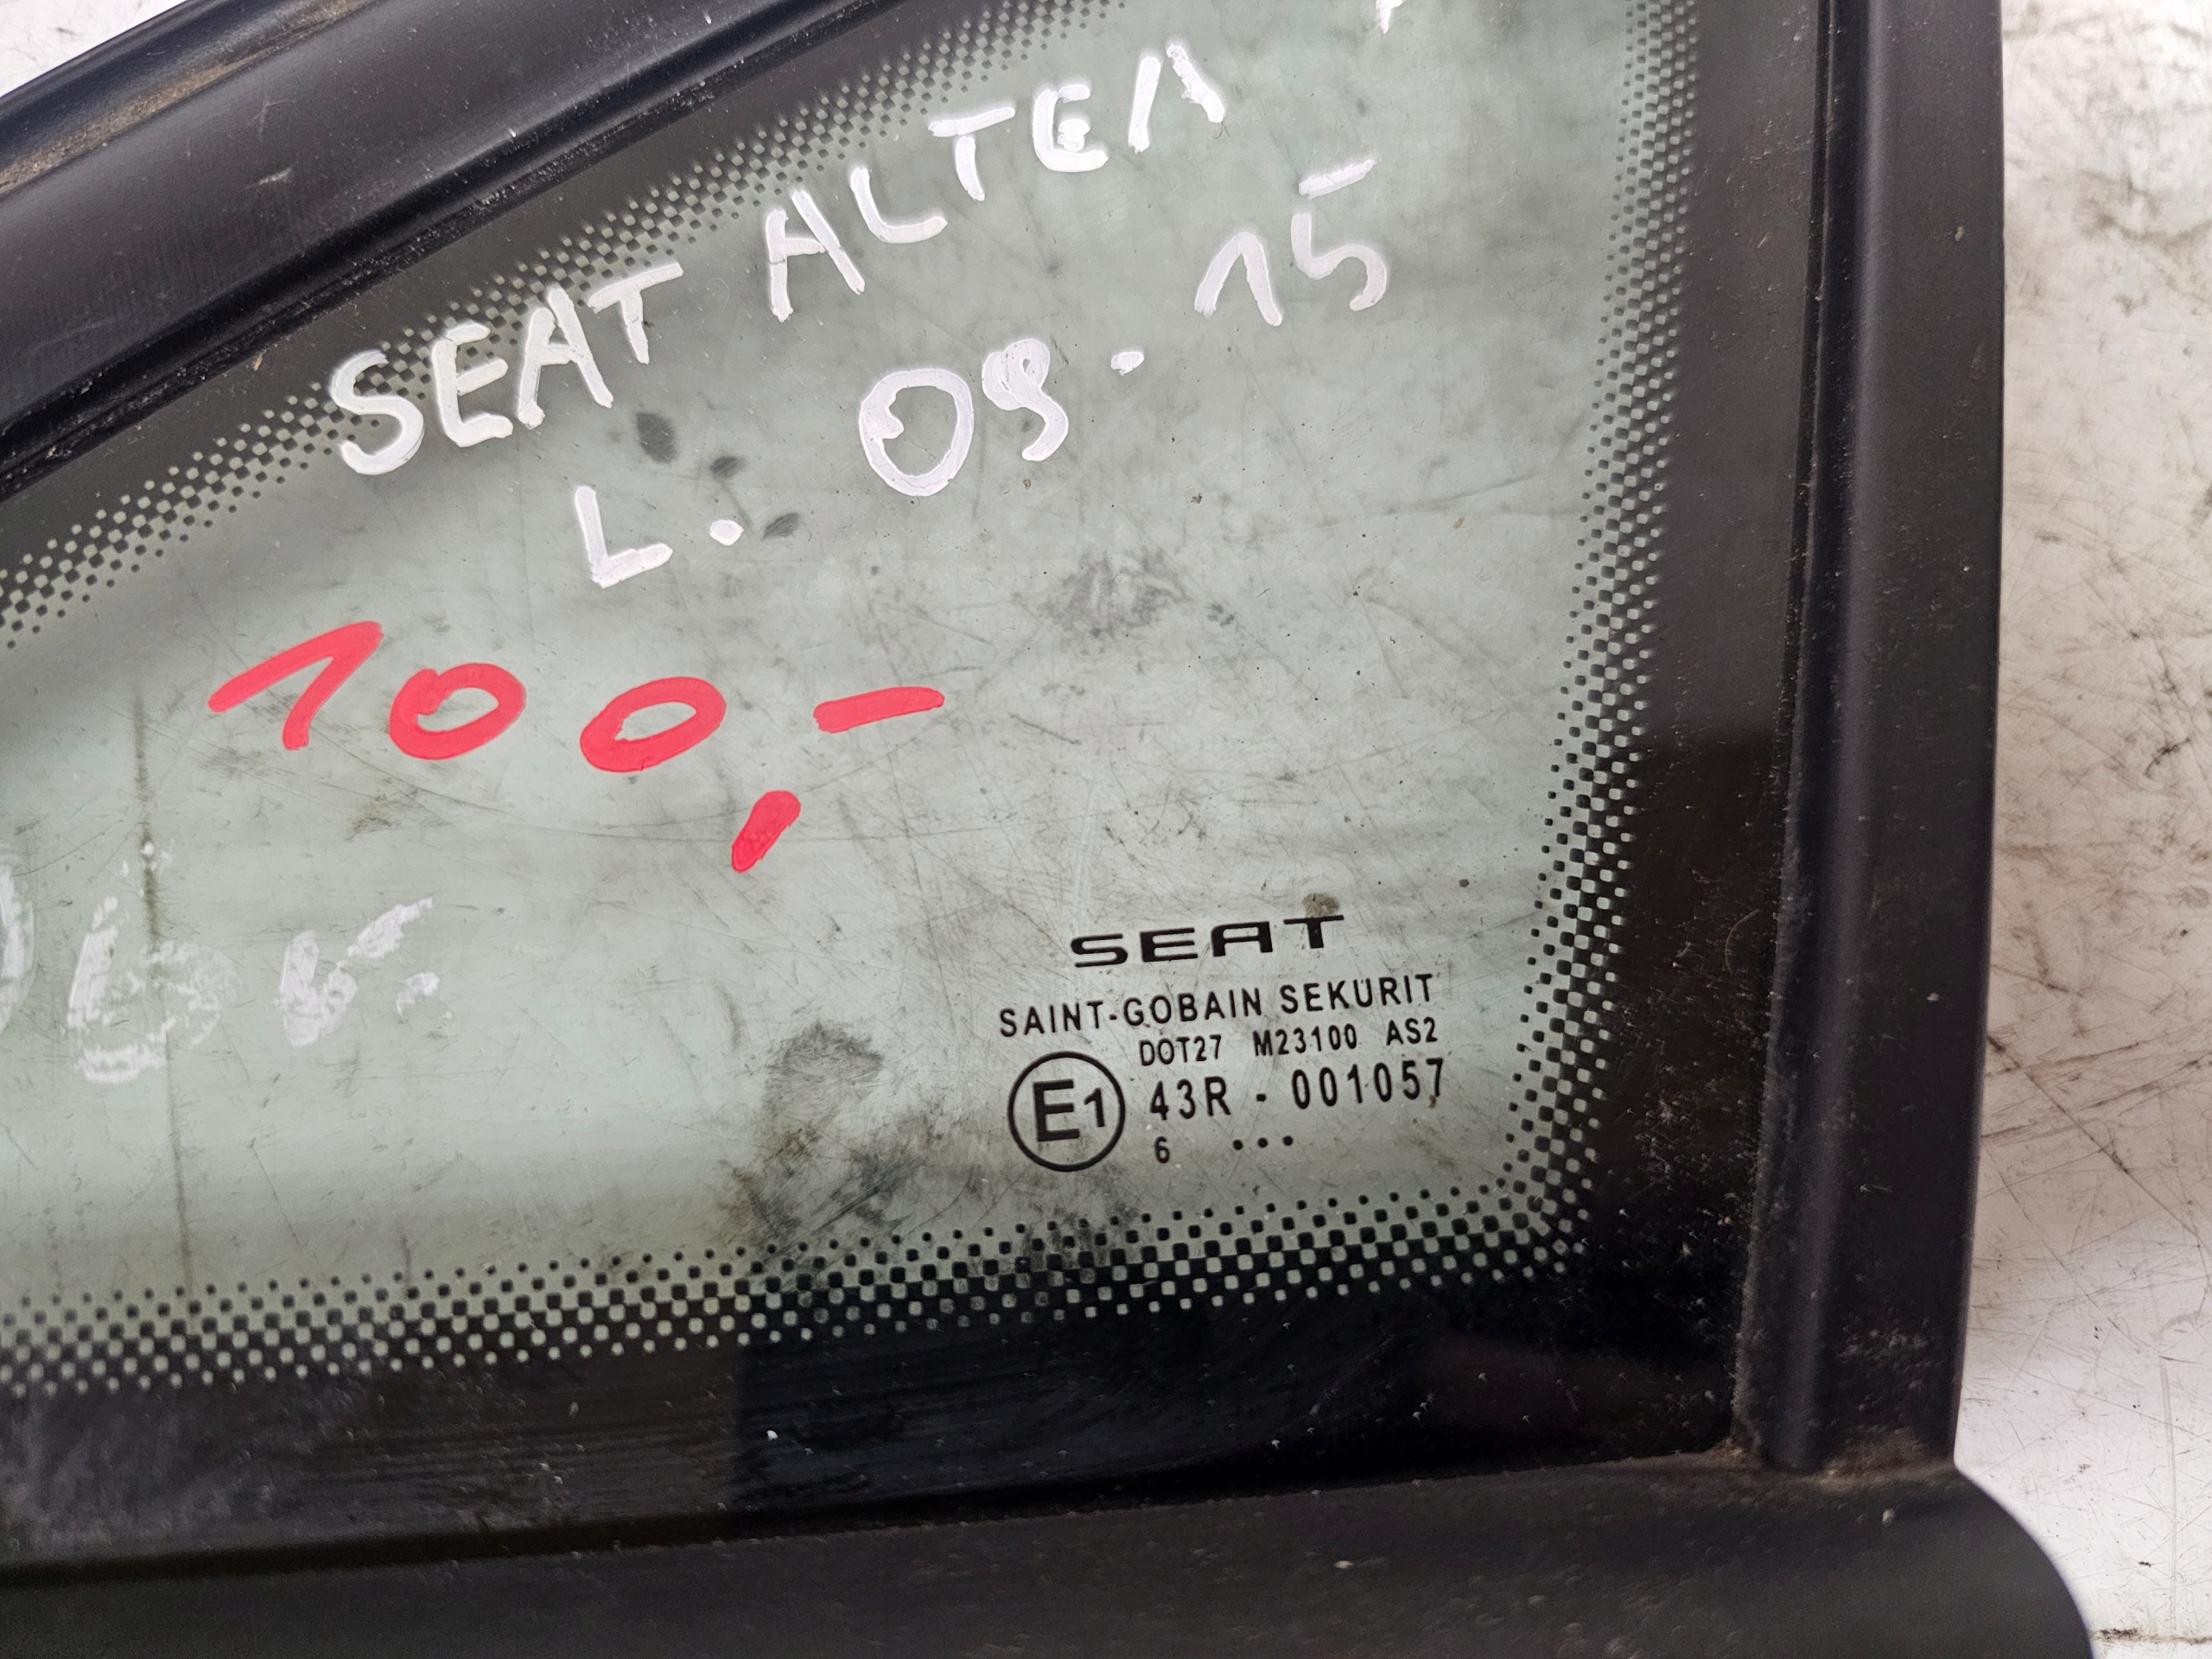 SEAT ALTEA
L. 09-15
100,-
SEAT
SAINT-GOBAIN SEKURIT
DOT27 M23100 AS2
E1 43R - 001057
6 ...